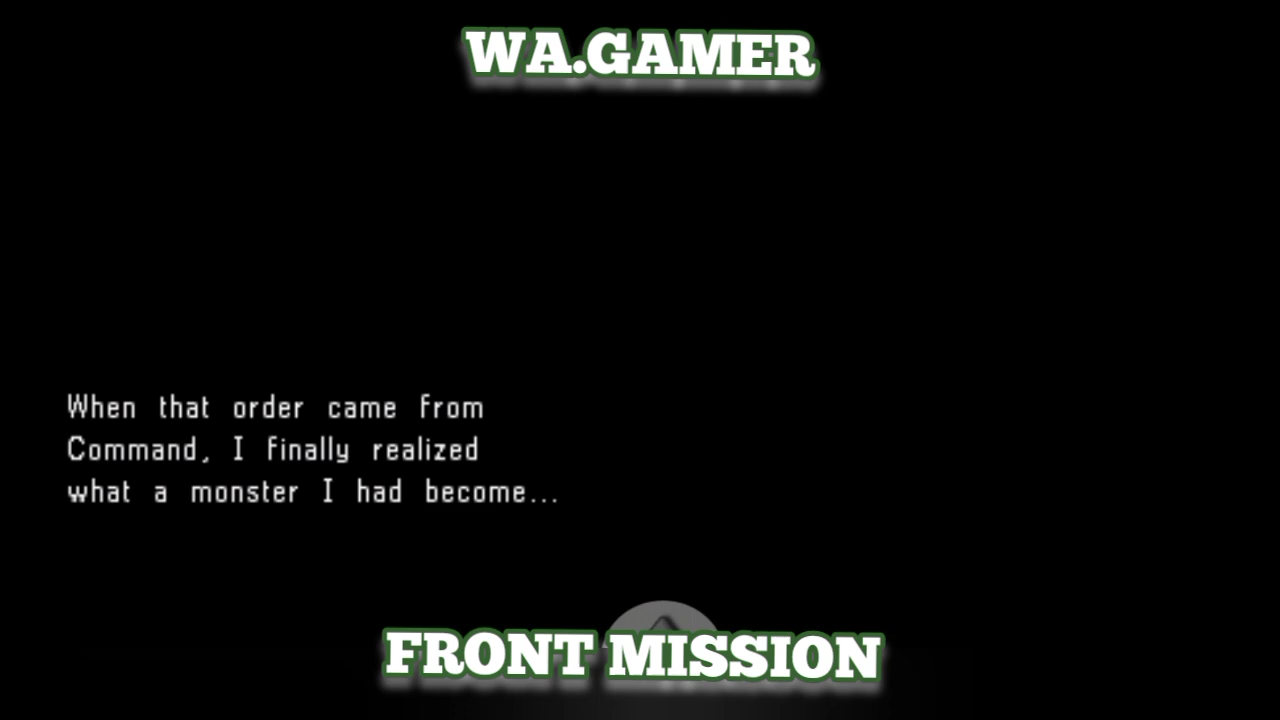 WA.GAMER
When that order came from
Command, I finally realized
what a monster I had become...
FRONT MISSION